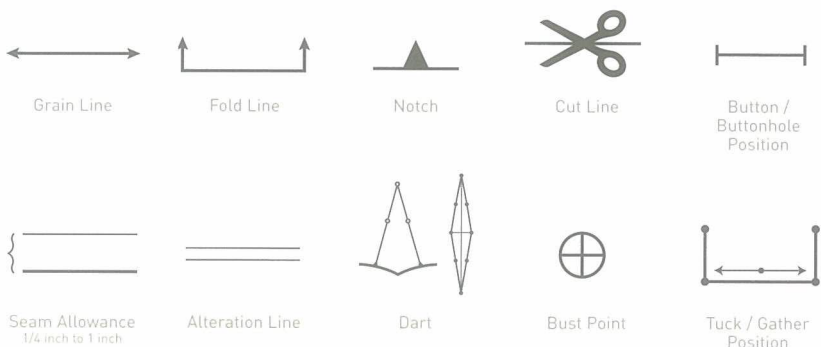 Grain Line
Fold Line
Notch
Cut Line
Button /
Buttonhole
Position
Seam Allowance
1/4 inch to 1 inch
Alteration Line
Dart
Bust Point
Tuck / Gather
Position